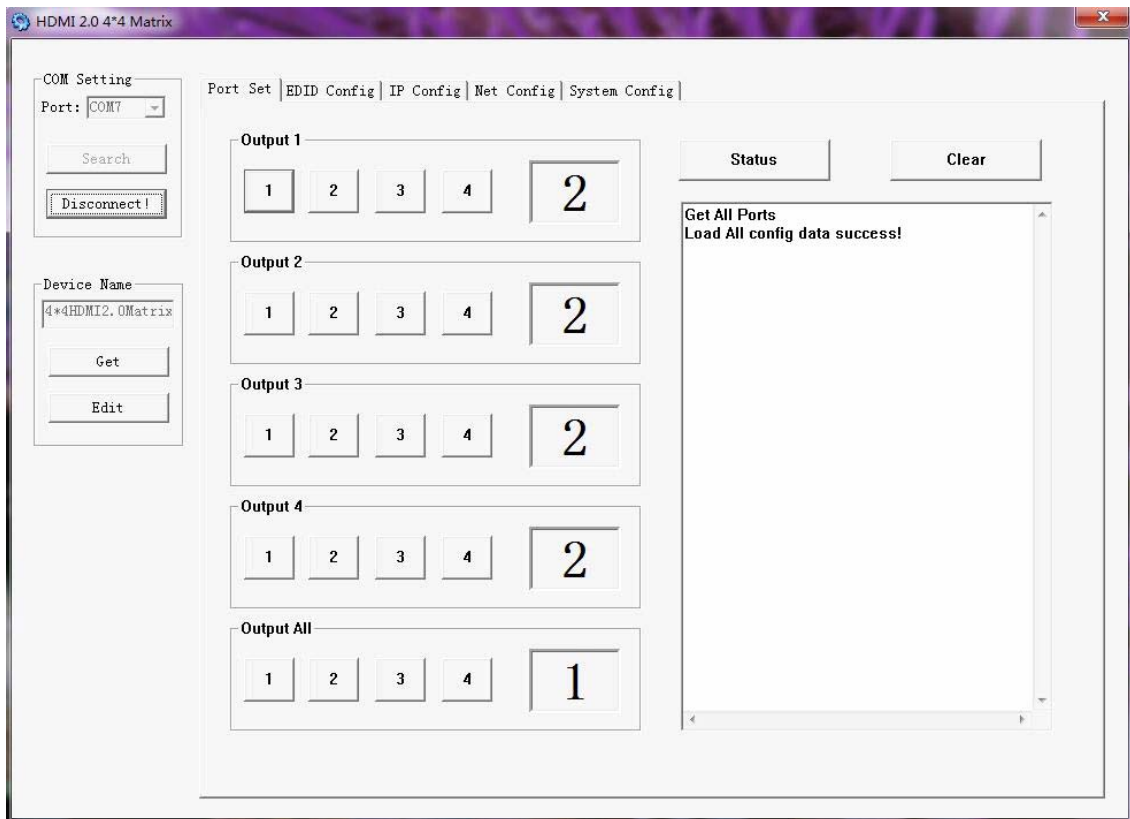 HDMI 2.0 4*4 Matrix
COM Setting
Port: COM7
Search
Disconnect!
Device Name
4*4HDMI2.0Matrix
Get
Edit
Port Set EDID Config IP Config Net Config System Config
Output 1
1 2 3 4 2
Output 2
1 2 3 4 2
Output 3
1 2 3 4 2
Output 4
1 2 3 4 2
Output All
1 2 3 4 1
Status Clear
Get All Ports
Load All config data success!